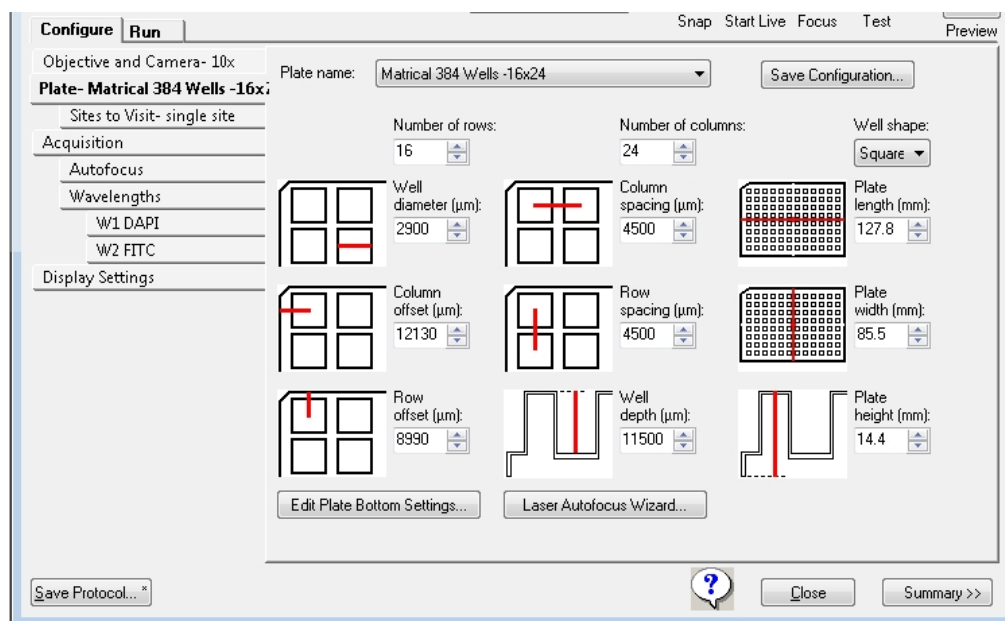 Configure
Run
Snap
Start Live
Focus
Test
Preview
Objective and Camera- 10x
Plate- Matrical 384 Wells -16x2
Sites to Visit- single site
Acquisition
Autofocus
Wavelengths
W1 DAPI
W2 FITC
Display Settings
Plate name:
Matrical 384 Wells -16x24
Save Configuration...
Number of rows:
16
Number of columns:
24
Well shape:
Square
Well
diameter (µm):
2900
Column
spacing (µm):
4500
Plate
length (mm):
127.8
Column
offset (µm):
12130
Row
spacing (µm):
4500
Plate
width (mm):
85.5
Row
offset (µm):
8990
Well
depth (µm):
11500
Plate
height (mm):
14.4
Edit Plate Bottom Settings...
Laser Autofocus Wizard...
Save Protocol... *
?
Close
Summary >>